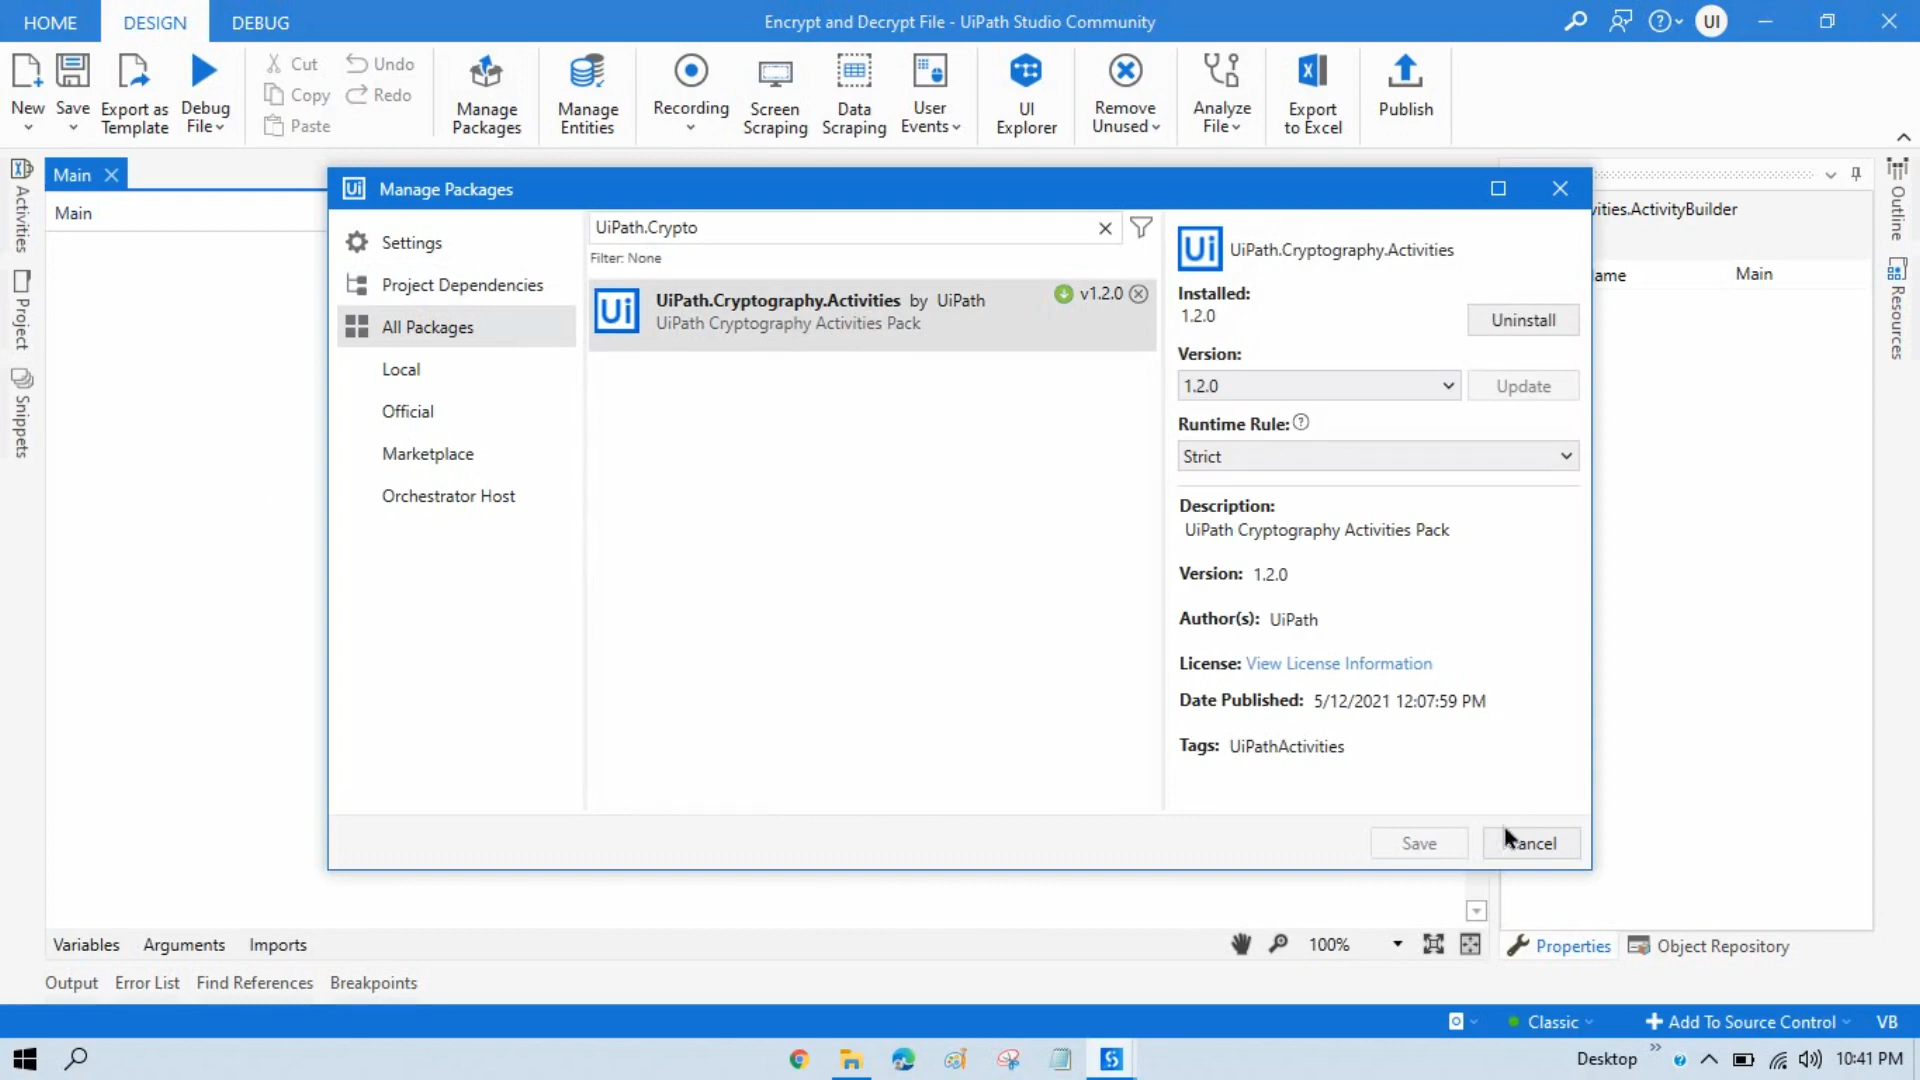 HOME DESIGN DEBUG
Encrypt and Decrypt File - UiPath Studio Community
UI
New
Save
Export as
Template
Debug
File
Cut
Copy
Paste
Undo
Redo
Manage
Packages
Manage
Entities
Recording
Screen
Scraping
Data
Scraping
User
Events
UI
Explorer
Remove
Unused
Analyze
File
Export
to Excel
Publish
Activities
Project
Snippets
Main
Main
Ui Manage Packages
Settings
Project Dependencies
All Packages
Local
Official
Marketplace
Orchestrator Host
UiPath.Crypto
Filter: None
Ui
UiPath.Cryptography.Activities by UiPath
v1.2.0
UiPath Cryptography Activities Pack
Ui UiPath.Cryptography.Activities
Installed:
1.2.0
Uninstall
Version:
1.2.0
Update
Runtime Rule:
Strict
Description:
UiPath Cryptography Activities Pack
Version: 1.2.0
Author(s): UiPath
License: View License Information
Date Published: 5/12/2021 12:07:59 PM
Tags: UiPathActivities
Save
vities.ActivityBuilder
Main
Outline
Resources
Variables Arguments Imports
100%
Properties
Object Repository
Output Error List Find References Breakpoints
Classic
Add To Source Control
VB
Desktop
10:41 PM